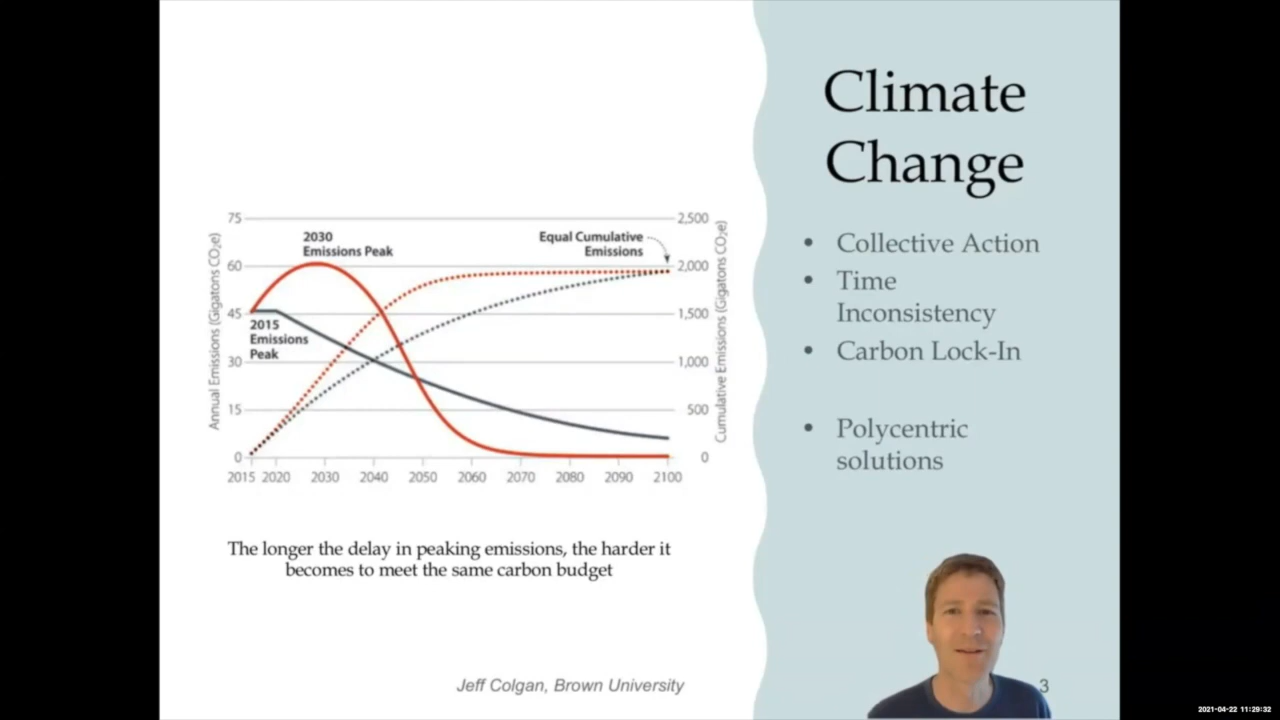 Climate
Change
• Collective Action
• Time
Inconsistency
• Carbon Lock-In
• Polycentric
solutions
75
60
45
30
15
0
Annual Emissions (Gigatons CO₂e)
2030
Emissions Peak
2015
Emissions
Peak
Equal Cumulative
Emissions
2,500
2,000
1,500
1,000
500
0
Cumulative Emissions (Gigatons CO₂e)
2015 2020 2030 2040 2050 2060 2070 2080 2090 2100
The longer the delay in peaking emissions, the harder it
becomes to meet the same carbon budget
Jeff Colgan, Brown University
3
2021-04-22 11:29:32